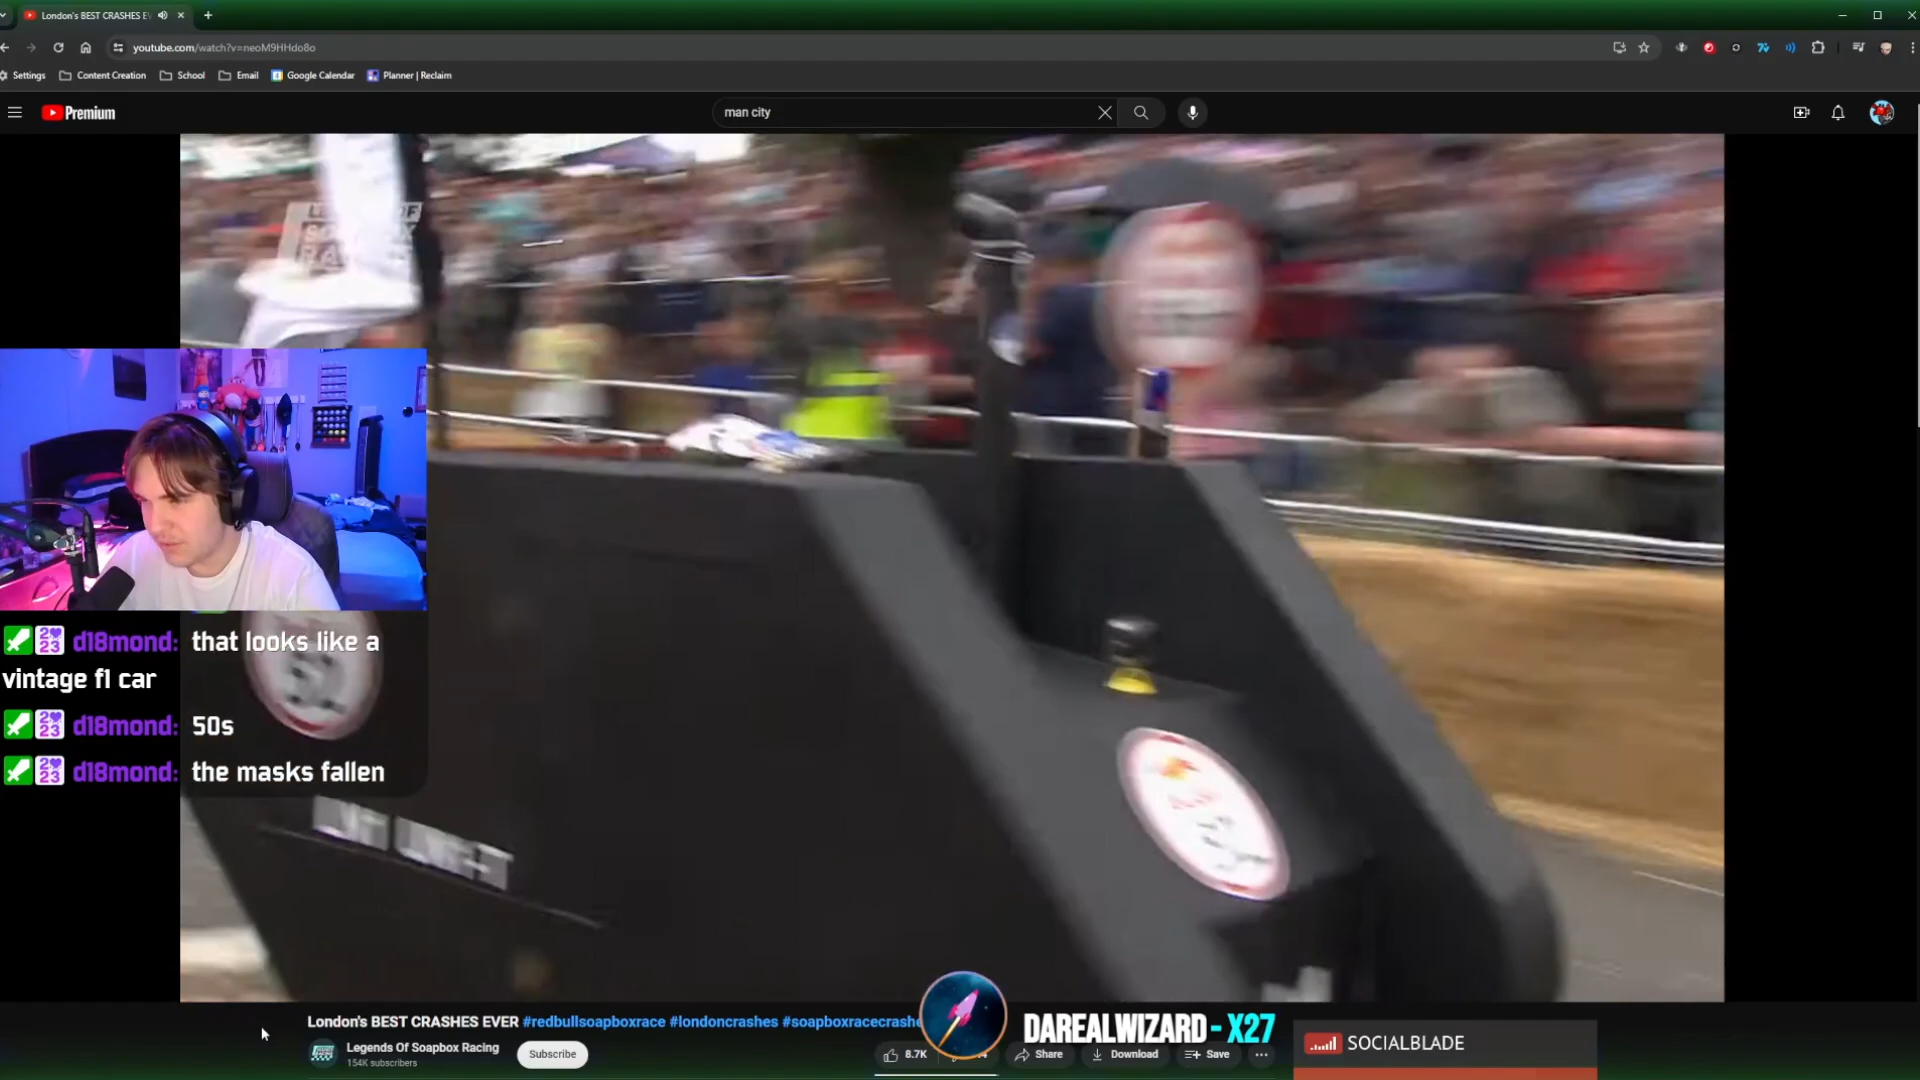 London's BEST CRASHES EV
youtube.com/watch?v=neoM9HHdo8o
Settings
Content Creation
School
Email
Google Calendar
Planner | Reclaim
Premium
man city
d18mond: that looks like a
vintage f1 car
d18mond: 50s
d18mond: the masks fallen
London's BEST CRASHES EVER #redbullsoapboxrace #londoncrashes #soapboxracecrashe
Legends Of Soapbox Racing
154K subscribers
Subscribe
8.7K
Share
Download
Save
DAREALWIZARD - X27
SOCIALBLADE